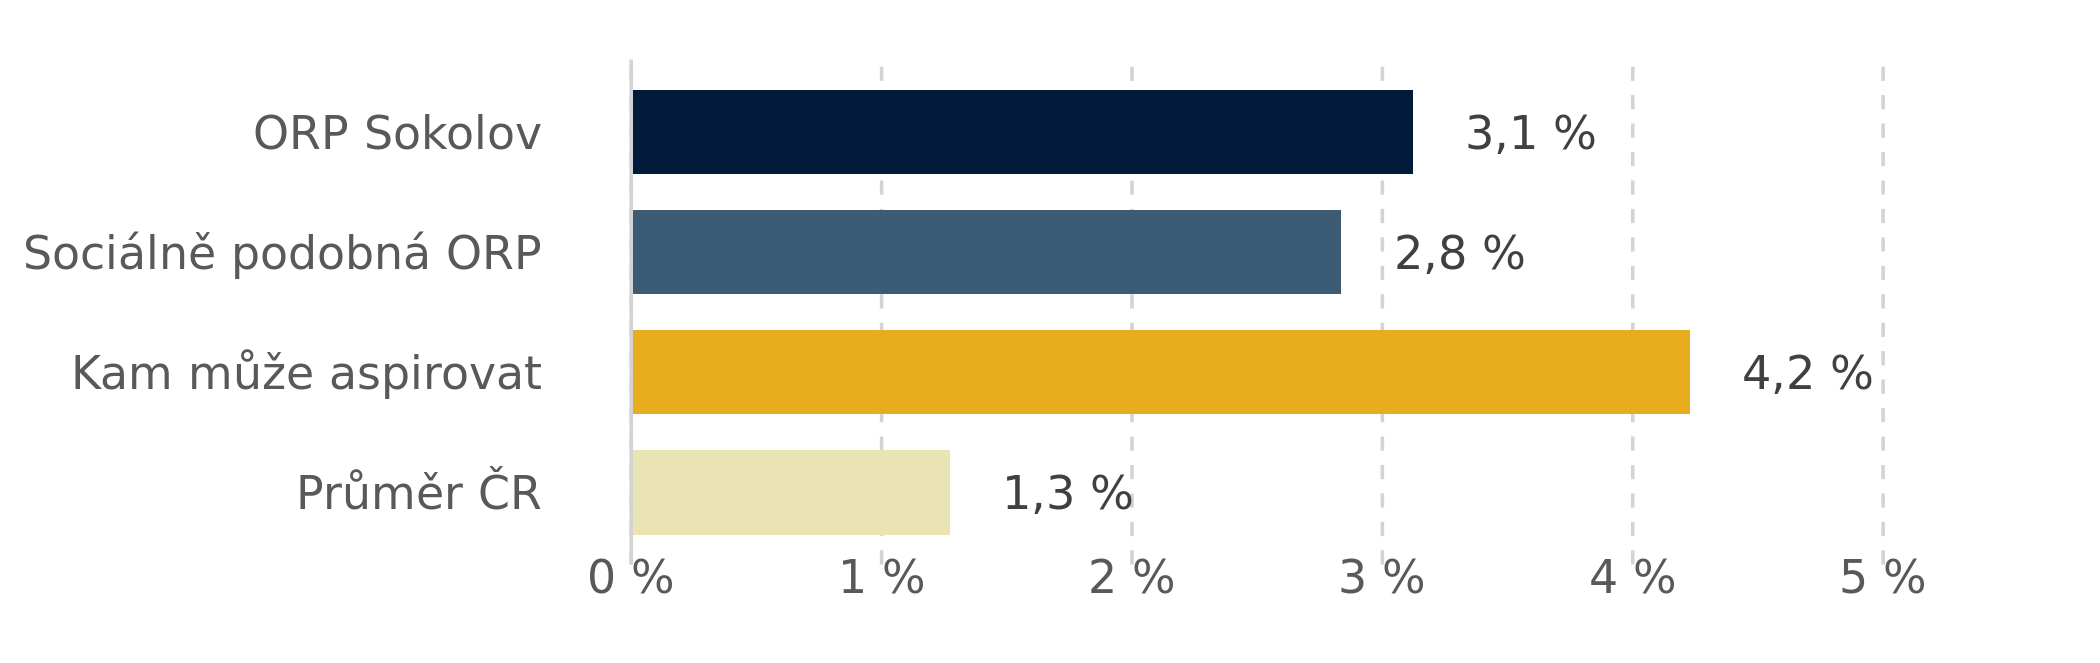 ORP Sokolov 3,1 %
Sociálně podobná ORP 2,8 %
Kam může aspirovat 4,2 %
Průměr ČR 1,3 %
0 % 1 % 2 % 3 % 4 % 5 %